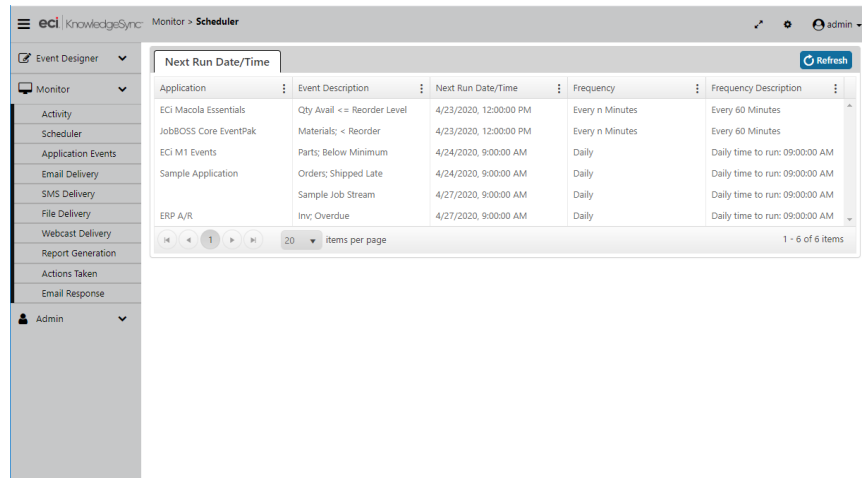 eci KnowledgeSync Monitor > Scheduler admin
Event Designer
Monitor
Activity
Scheduler
Application Events
Email Delivery
SMS Delivery
File Delivery
Webcast Delivery
Report Generation
Actions Taken
Email Response
Admin
Next Run Date/Time Refresh
Application Event Description Next Run Date/Time Frequency Frequency Description
ECi Macola Essentials Qty Avail <= Reorder Level 4/23/2020, 12:00:00 PM Every n Minutes Every 60 Minutes
JobBOSS Core EventPak Materials; < Reorder 4/23/2020, 12:00:00 PM Every n Minutes Every 60 Minutes
ECi M1 Events Parts; Below Minimum 4/24/2020, 9:00:00 AM Daily Daily time to run: 09:00:00 AM
Sample Application Orders; Shipped Late 4/24/2020, 9:00:00 AM Daily Daily time to run: 09:00:00 AM
Sample Job Stream 4/27/2020, 9:00:00 AM Daily Daily time to run: 09:00:00 AM
ERP A/R Inv; Overdue 4/27/2020, 9:00:00 AM Daily Daily time to run: 09:00:00 AM
1 20 items per page 1 - 6 of 6 items